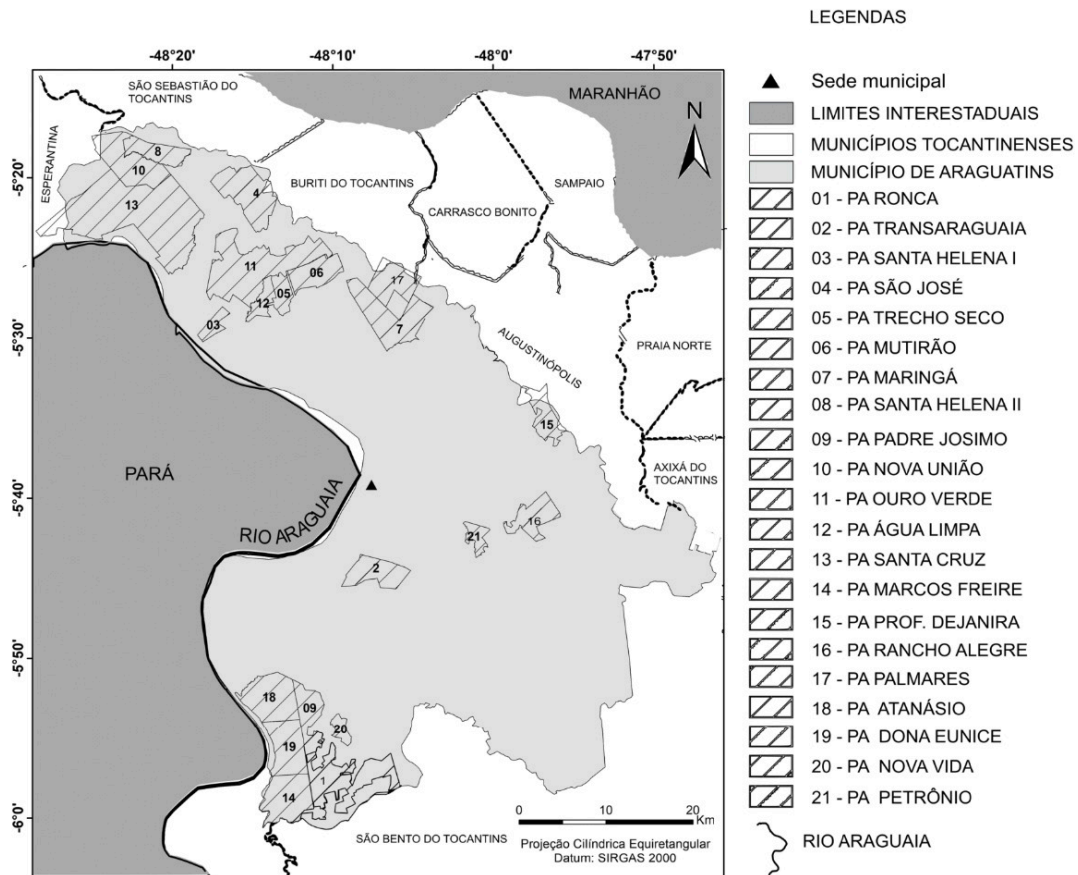 LEGENDAS
-48°20' -48°10' -48°0' -47°50'
SÃO SEBASTIÃO DO
TOCANTINS
MARANHÃO
N
ESPERANTINA
-5°20'
-5°30'
-5°40'
-5°50'
-6°0'
BURITI DO TOCANTINS
SAMPAIO
CARRASCO BONITO
8
10
13
4
11
06
05
12
03
17
7
AUGUSTINÓPOLIS
PRAIA NORTE
15
AXIXÁ DO
TOCANTINS
PARÁ
RIO ARAGUAIA
16
21
2
18
09
20
19
1
14
SÃO BENTO DO TOCANTINS
0 10 20
Km
Projeção Cilíndrica Equiretangular
Datum: SIRGAS 2000
Sede municipal
LIMITES INTERESTADUAIS
MUNICÍPIOS TOCANTINENSES
MUNICÍPIO DE ARAGUATINS
01 - PA RONCA
02 - PA TRANSARAGUAIA
03 - PA SANTA HELENA I
04 - PA SÃO JOSÉ
05 - PA TRECHO SECO
06 - PA MUTIRÃO
07 - PA MARINGÁ
08 - PA SANTA HELENA II
09 - PA PADRE JOSIMO
10 - PA NOVA UNIÃO
11 - PA OURO VERDE
12 - PA ÁGUA LIMPA
13 - PA SANTA CRUZ
14 - PA MARCOS FREIRE
15 - PA PROF. DEJANIRA
16 - PA RANCHO ALEGRE
17 - PA PALMARES
18 - PA ATANÁSIO
19 - PA DONA EUNICE
20 - PA NOVA VIDA
21 - PA PETRÔNIO
RIO ARAGUAIA